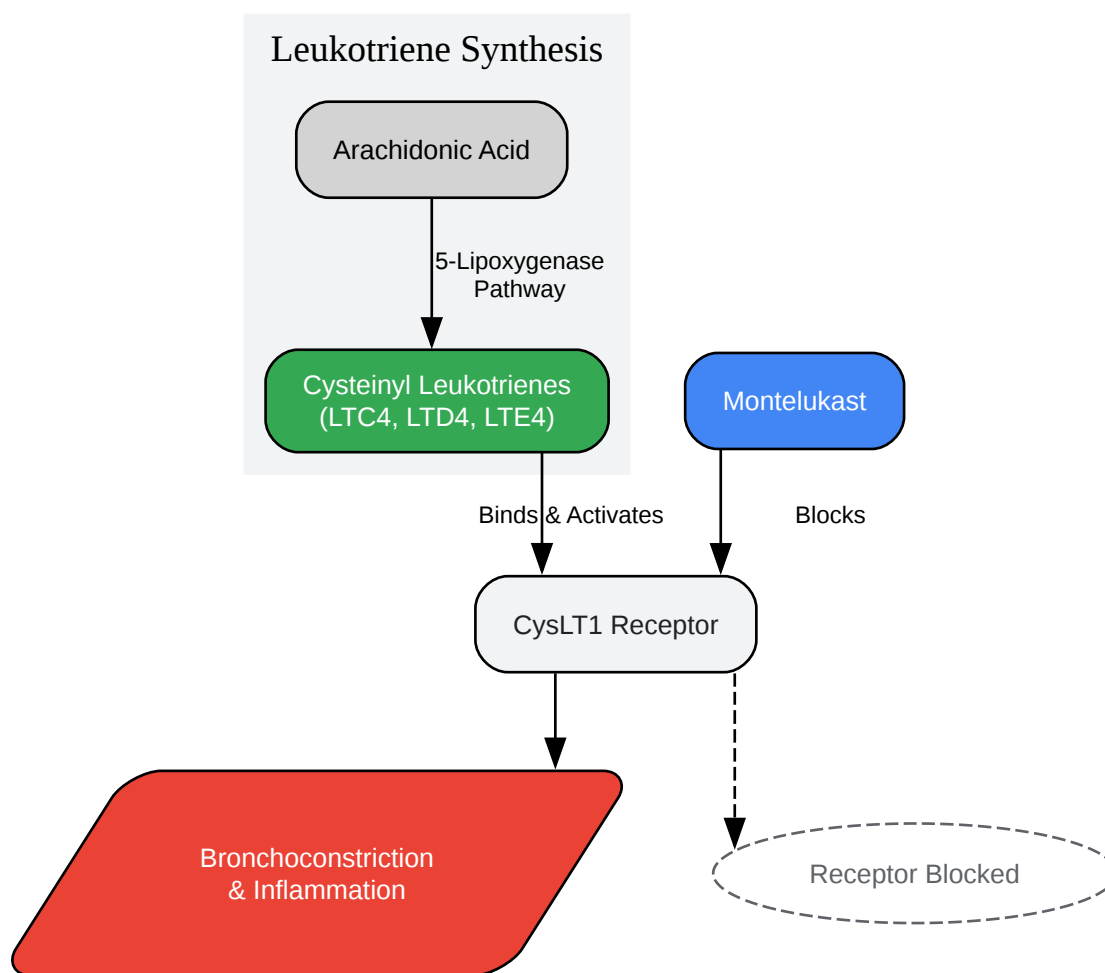 Leukotriene Synthesis
Arachidonic Acid
5-Lipoxygenase
Pathway
Cysteinyl Leukotrienes
(LTC4, LTD4, LTE4)
Montelukast
Binds & Activates
Blocks
CysLT1 Receptor
Bronchoconstriction
& Inflammation
Receptor Blocked